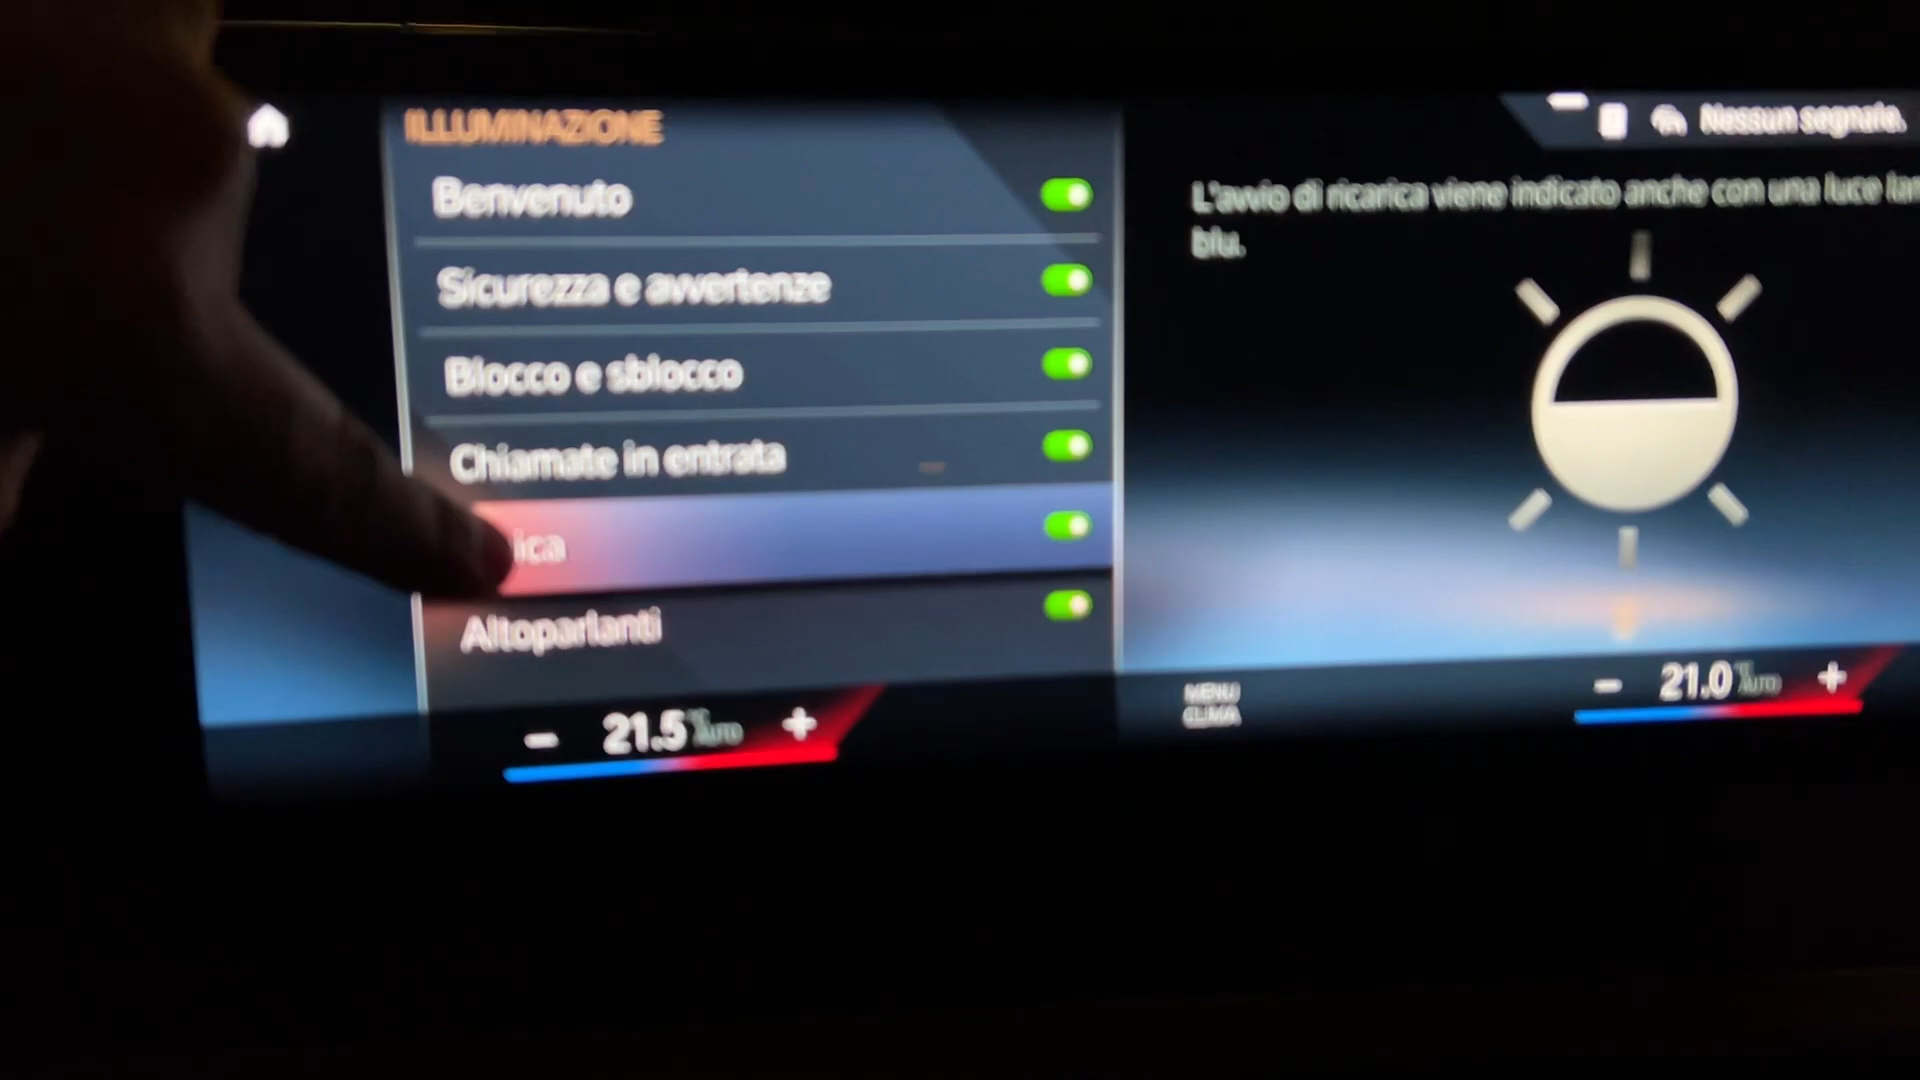 ILLUMINAZIONE
Nessun segnale.
Benvenuto
Sicurezza e avvertenze
Blocco e sblocco
Chiamate in entrata
ica
Altoparlanti
L'avvio di ricarica viene indicato anche con una luce
blu.
- 21.5 °C AUTO +
MENU
CLIMA
- 21.0 °C AUTO +